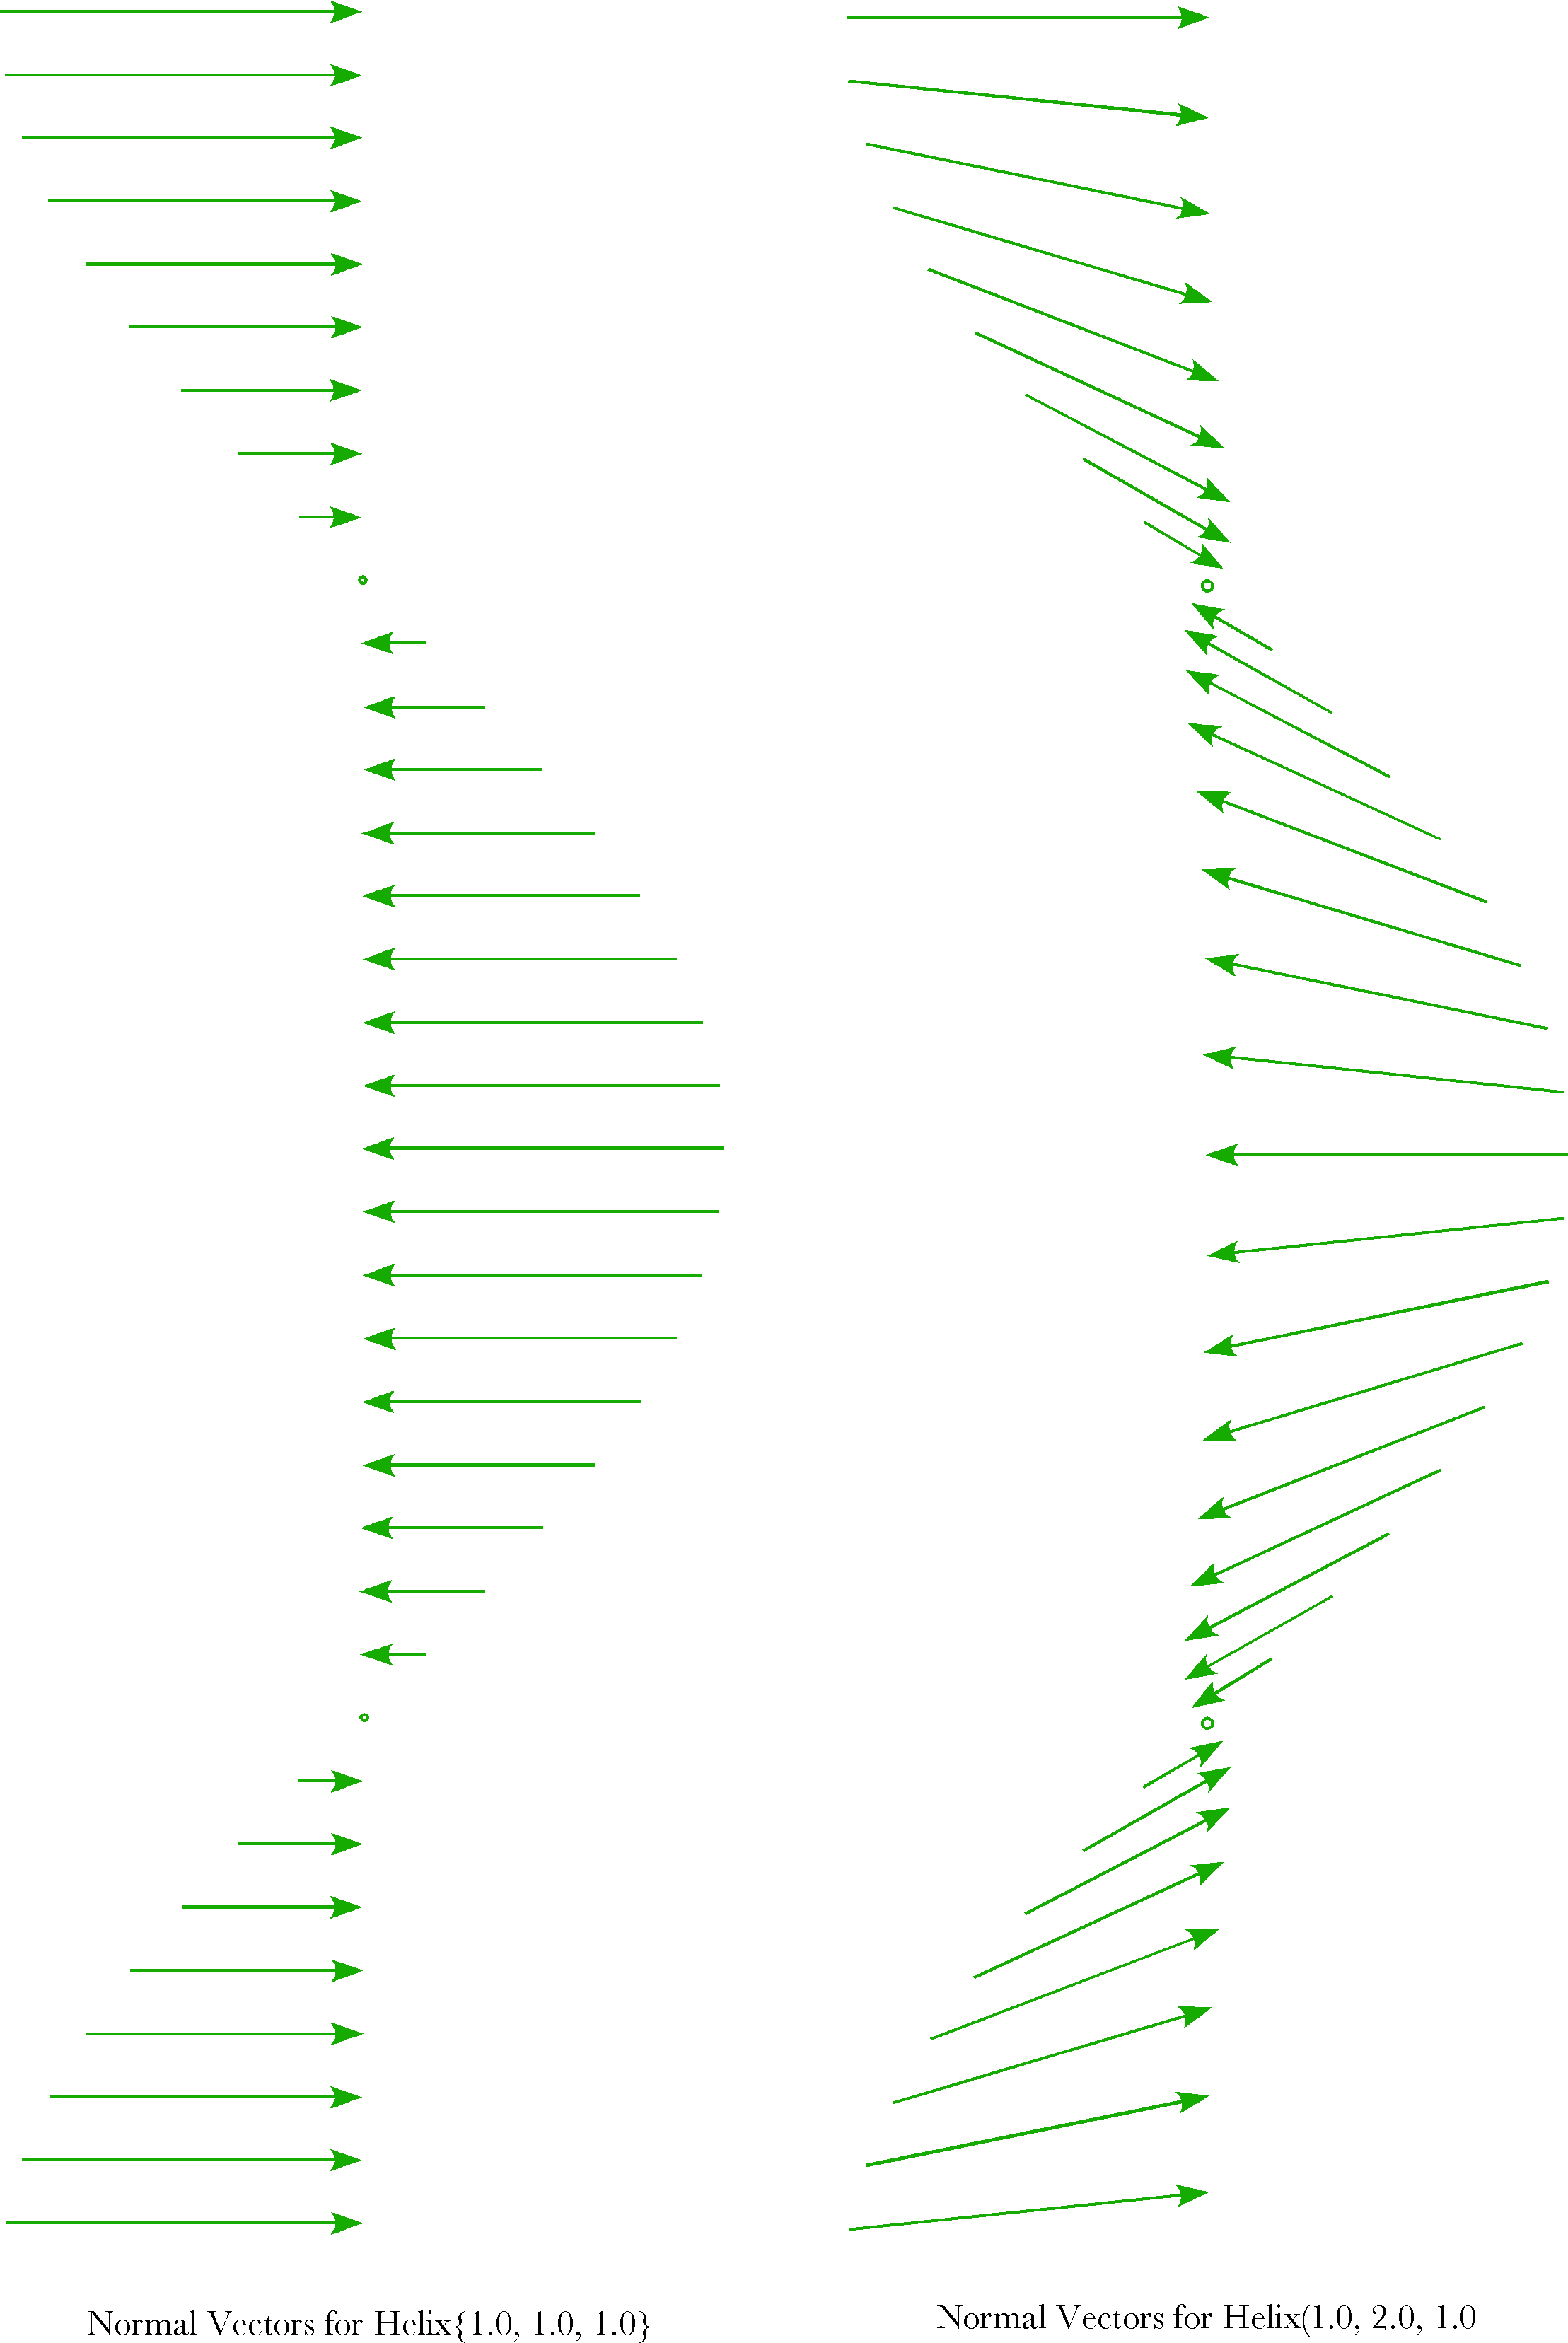 Normal Vectors for Helix{1.0, 1.0, 1.0}
Normal Vectors for Helix(1.0, 2.0, 1.0